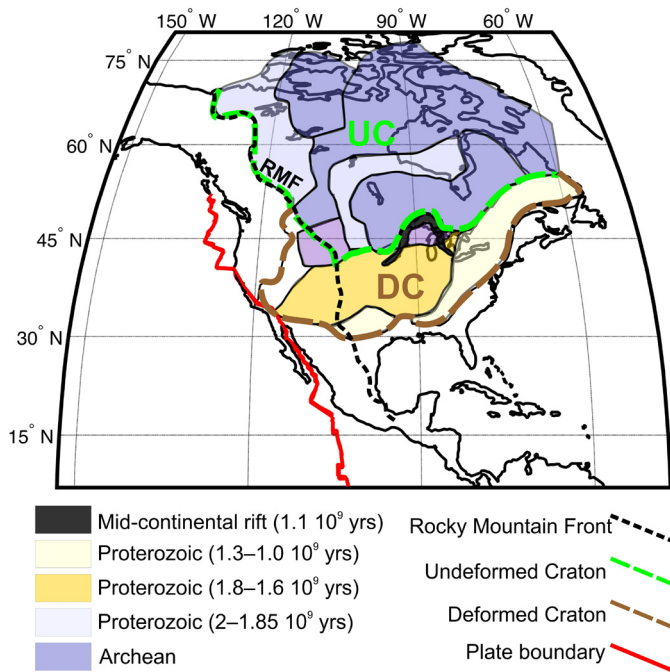 150° W 120° W 90° W 60° W
75° N
60° N
45° N
30° N
15° N
UC
RMF
DC
Mid-continental rift (1.1 10⁹ yrs)
Proterozoic (1.3–1.0 10⁹ yrs)
Proterozoic (1.8–1.6 10⁹ yrs)
Proterozoic (2–1.85 10⁹ yrs)
Archean
Rocky Mountain Front
Undeformed Craton
Deformed Craton
Plate boundary